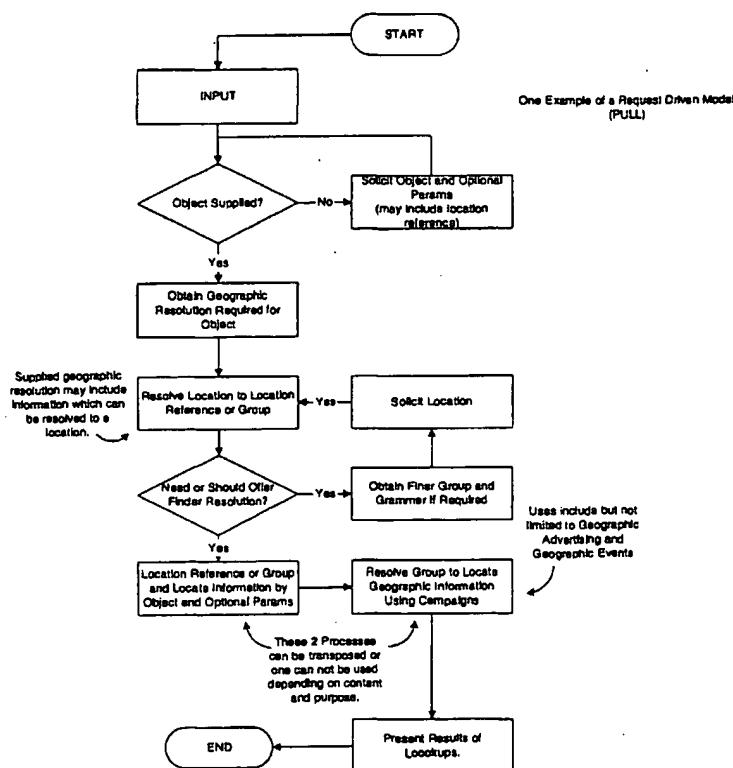 START
INPUT
One Example of a Request Driven Model
(PULL)
Object Supplied?
No
Solicit Object and Optional
Params
(may include location
reference)
Yes
Obtain Geographic
Resolution Required for
Object
Supplied geographic
resolution may include
information which can
be resolved to a
location.
Resolve Location to Location
Reference or Group
Yes
Solicit Location
Need or Should Offer
Finder Resolution?
Yes
Obtain Finer Group and
Grammer If Required
Uses include but not
limited to Geographic
Advertising and
Geographic Events
Yes
Location Reference or Group
and Locate Information by
Object and Optional Params
Resolve Group to Locate
Geographic Information
Using Campaigns
These 2 Processes
can be transposed or
one can not be used
depending on content
and purpose.
END
Present Results of
Loookups.